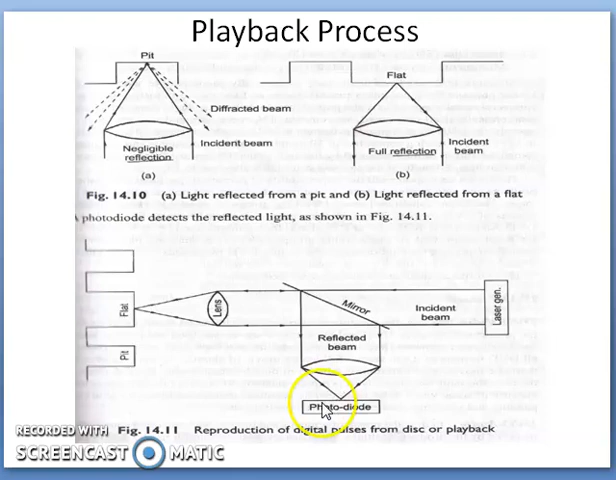 Playback Process
Pit
Flat
Diffracted beam
Negligible reflection
Incident beam
Full reflection
Incident beam
(a)
(b)
Fig. 14.10 (a) Light reflected from a pit and (b) Light reflected from a flat
photodiode detects the reflected light, as shown in Fig. 14.11.
Flat
Lens
Mirror
Incident beam
Laser gen.
Reflected beam
Pit
Photo-diode
Fig. 14.11 Reproduction of digital pulses from disc or playback
RECORDED WITH
SCREENCAST MATIC